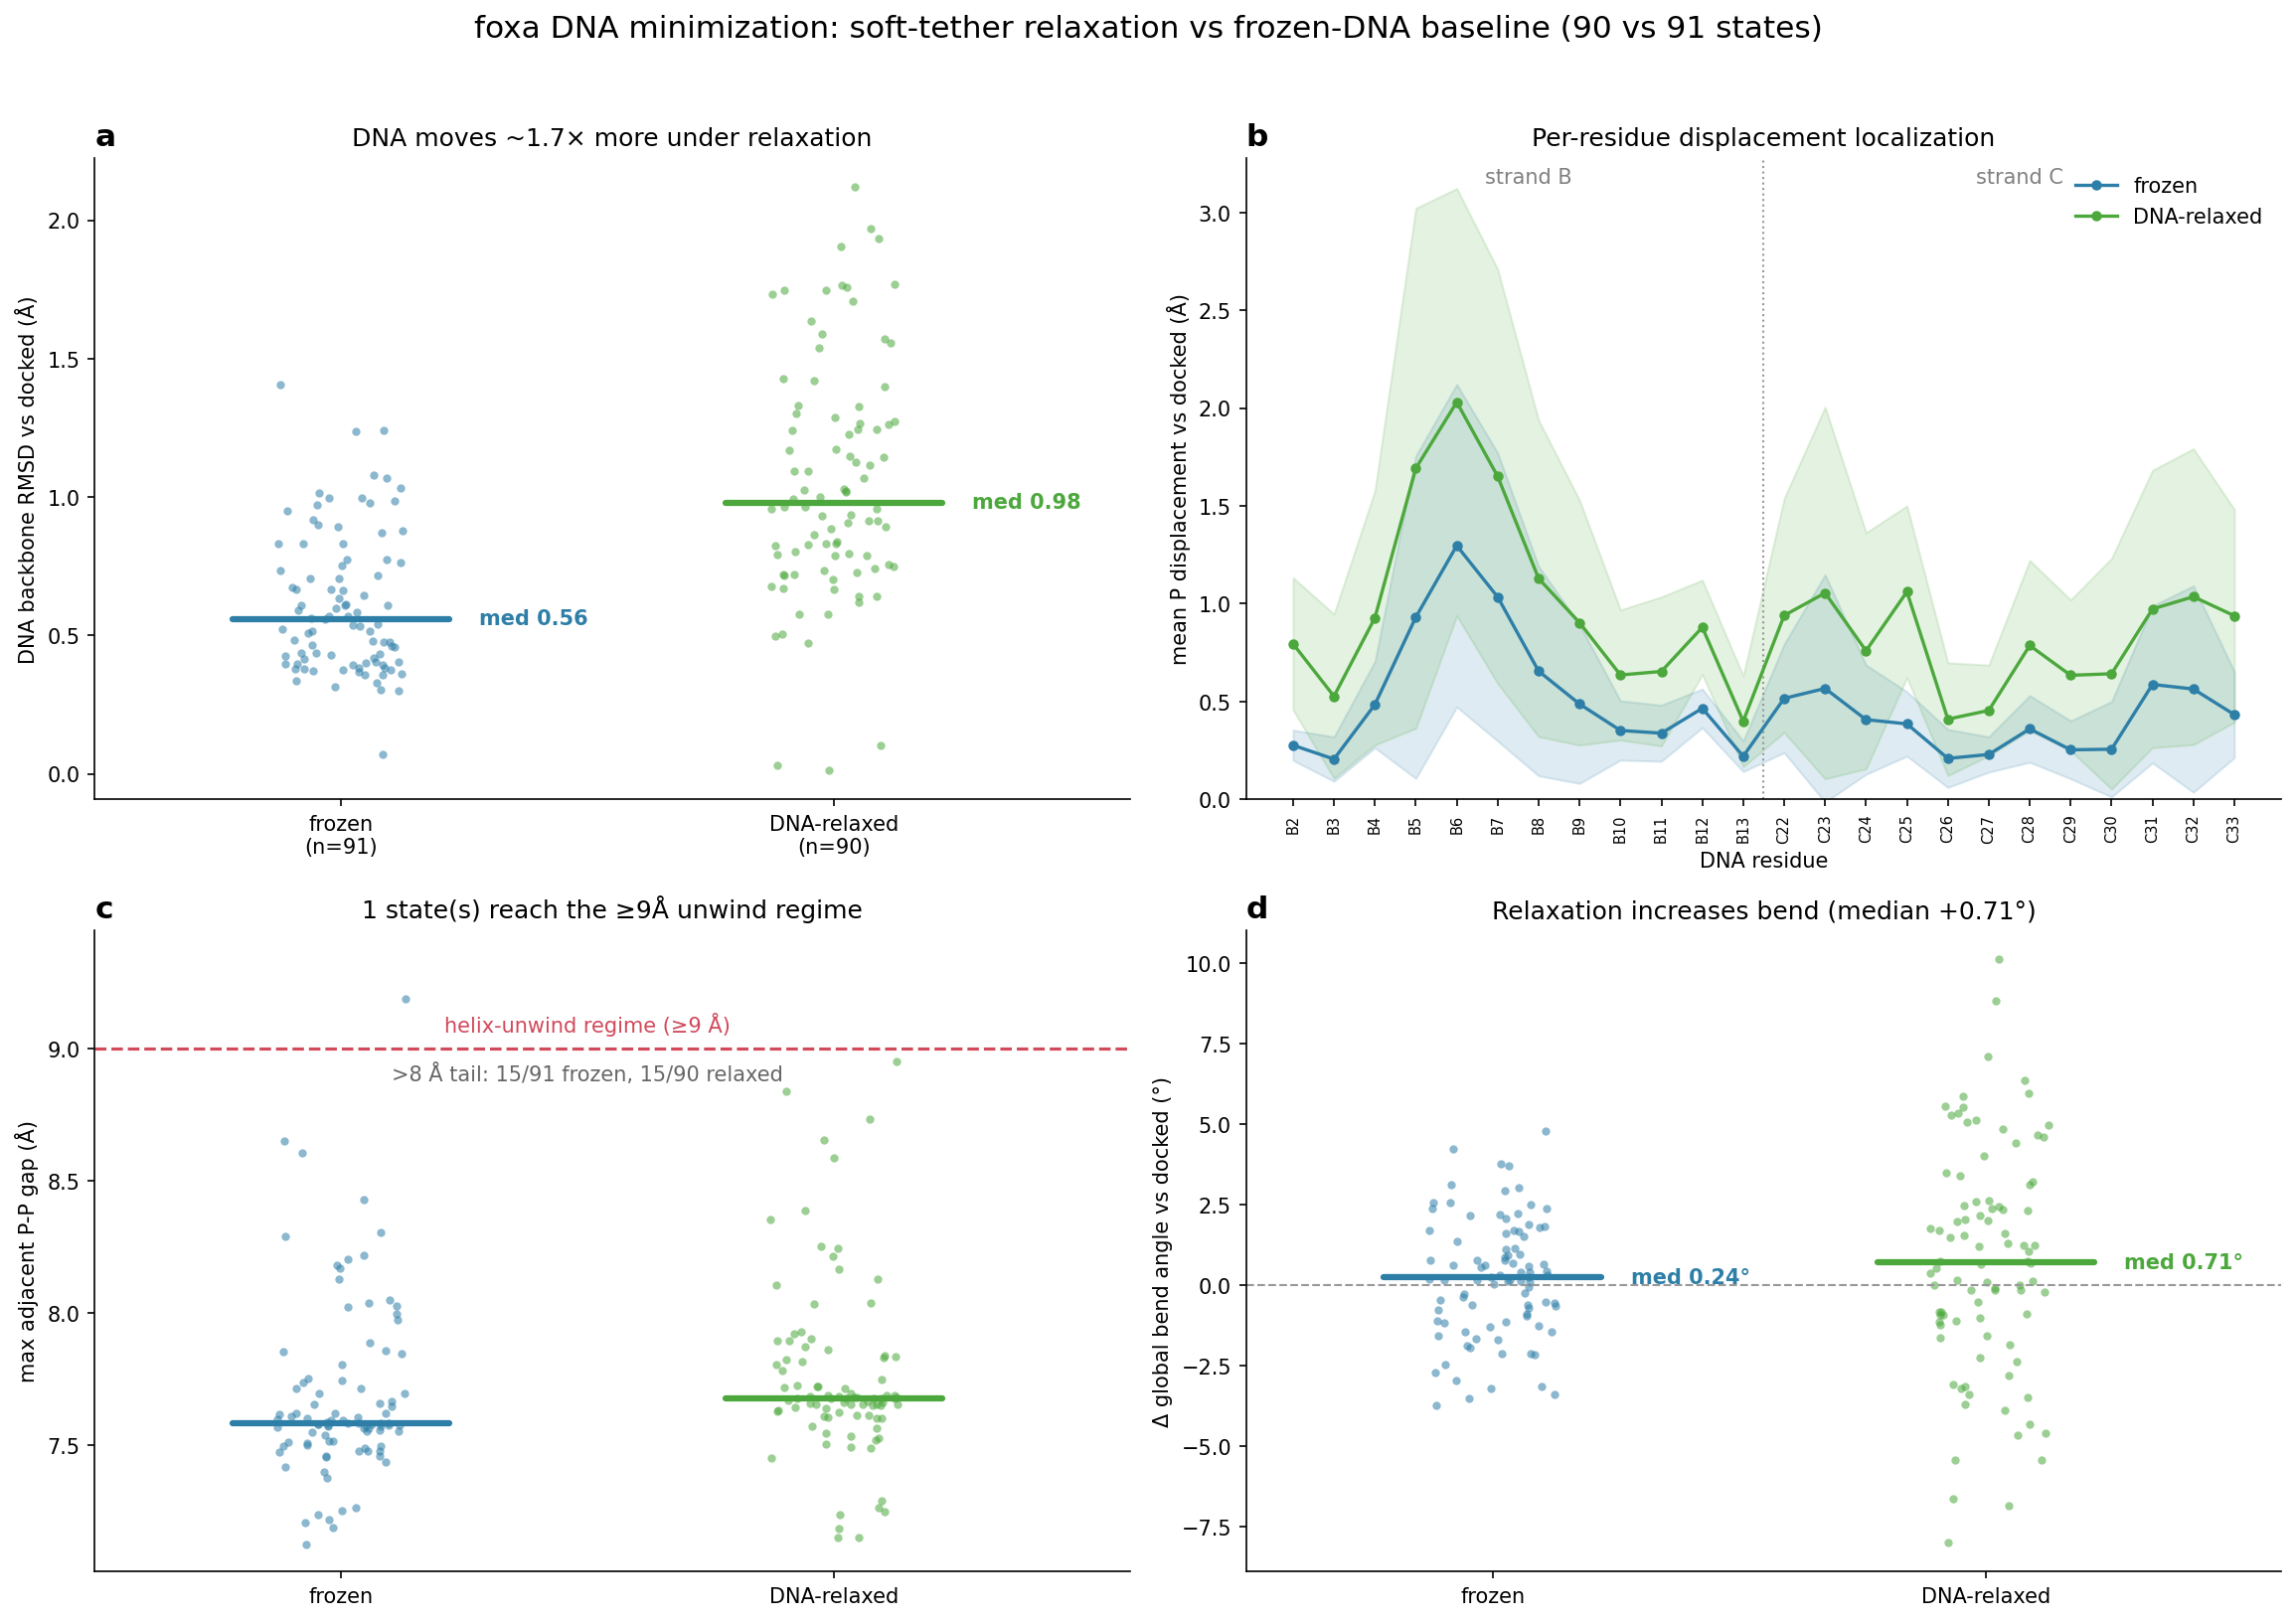 foxa DNA minimization: soft-tether relaxation vs frozen-DNA baseline (90 vs 91 states)
a
DNA moves ~1.7× more under relaxation
DNA backbone RMSD vs docked (Å)
2.0
1.5
1.0
0.5
0.0
med 0.56
med 0.98
frozen
(n=91)
DNA-relaxed
(n=90)
b
Per-residue displacement localization
strand B
strand C
frozen
DNA-relaxed
mean P displacement vs docked (Å)
3.0
2.5
2.0
1.5
1.0
0.5
0.0
B2 B3 B4 B5 B6 B7 B8 B9 B10 B11 B12 B13 C22 C23 C24 C25 C26 C27 C28 C29 C30 C31 C32 C33
DNA residue
c
1 state(s) reach the ≥9Å unwind regime
max adjacent P-P gap (Å)
helix-unwind regime (≥9 Å)
9.0
>8 Å tail: 15/91 frozen, 15/90 relaxed
8.5
8.0
7.5
frozen
DNA-relaxed
d
Relaxation increases bend (median +0.71°)
Δ global bend angle vs docked (°)
10.0
7.5
5.0
2.5
0.0
−2.5
−5.0
−7.5
med 0.24°
med 0.71°
frozen
DNA-relaxed